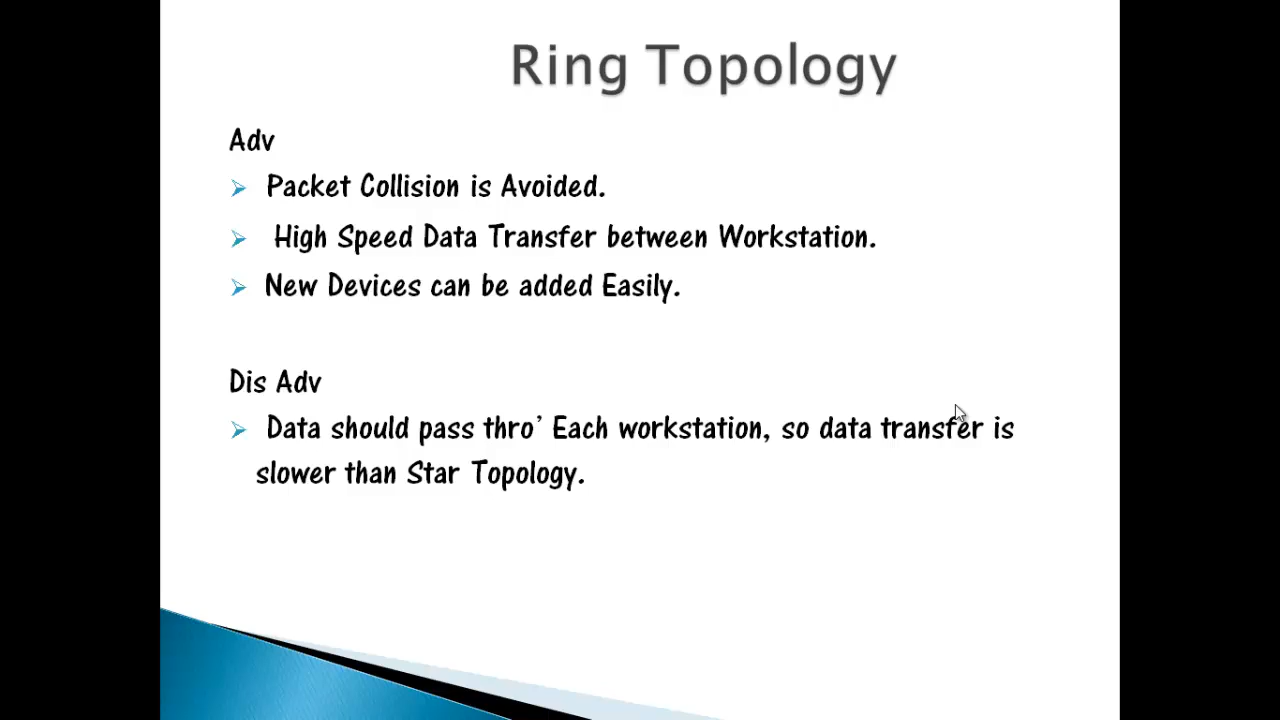 Ring Topology
Adv
Packet Collision is Avoided.
High Speed Data Transfer between Workstation.
New Devices can be added Easily.
Dis Adv
Data should pass thro' Each workstation, so data transfer is
slower than Star Topology.